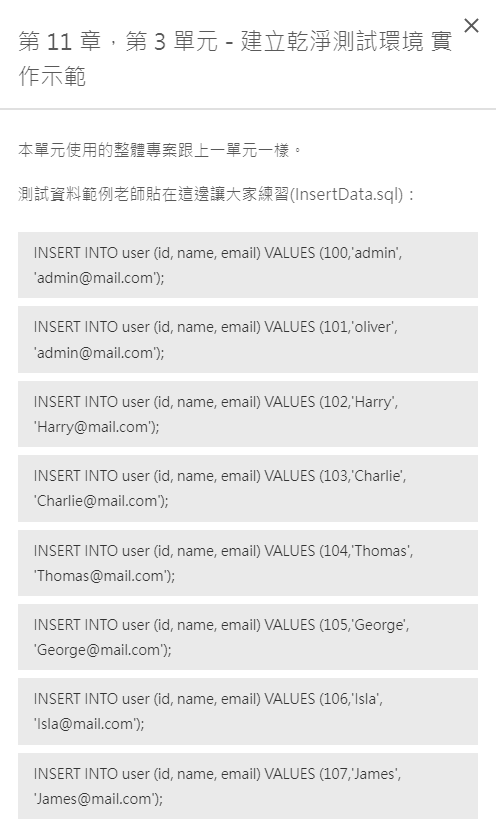 第 11 章，第 3 單元 - 建立乾淨測試環境 實
作示範
本單元使用的整體專案跟上一單元一樣。
測試資料範例老師貼在這邊讓大家練習(InsertData.sql)：
INSERT INTO user (id, name, email) VALUES (100,'admin',
'admin@mail.com');
INSERT INTO user (id, name, email) VALUES (101,'oliver',
'admin@mail.com');
INSERT INTO user (id, name, email) VALUES (102,'Harry',
'Harry@mail.com');
INSERT INTO user (id, name, email) VALUES (103,'Charlie',
'Charlie@mail.com');
INSERT INTO user (id, name, email) VALUES (104,'Thomas',
'Thomas@mail.com');
INSERT INTO user (id, name, email) VALUES (105,'George',
'George@mail.com');
INSERT INTO user (id, name, email) VALUES (106,'Isla',
'Isla@mail.com');
INSERT INTO user (id, name, email) VALUES (107,'James',
'James@mail.com');